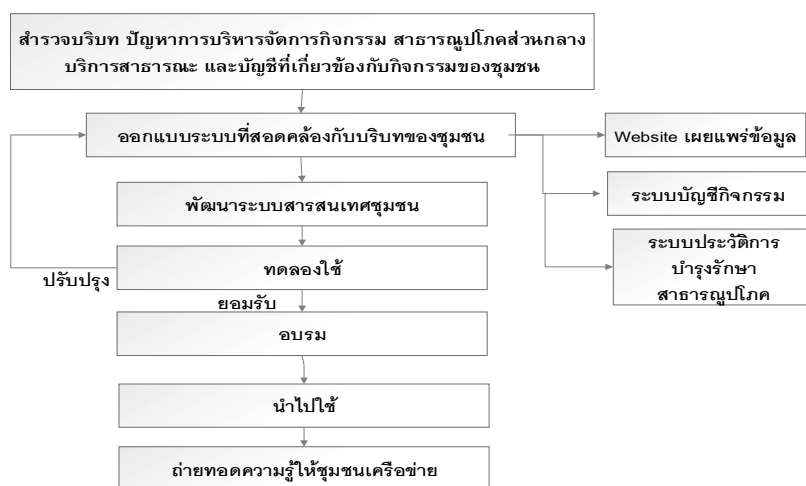 สำรวจบริบท ปัญหาการบริหารจัดการกิจกรรม สาธารณูปโภคส่วนกลาง
บริการสาธารณะ และบัญชีที่เกี่ยวข้องกับกิจกรรมของชุมชน
ออกแบบระบบที่สอดคล้องกับบริบทของชุมชน
Website เผยแพร่ข้อมูล
ระบบบัญชีกิจกรรม
พัฒนาระบบสารสนเทศชุมชน
ระบบประวัติการ
บำรุงรักษา
สาธารณูปโภค
ทดลองใช้
ปรับปรุง
ยอมรับ
อบรม
นำไปใช้
ถ่ายทอดความรู้ให้ชุมชนเครือข่าย